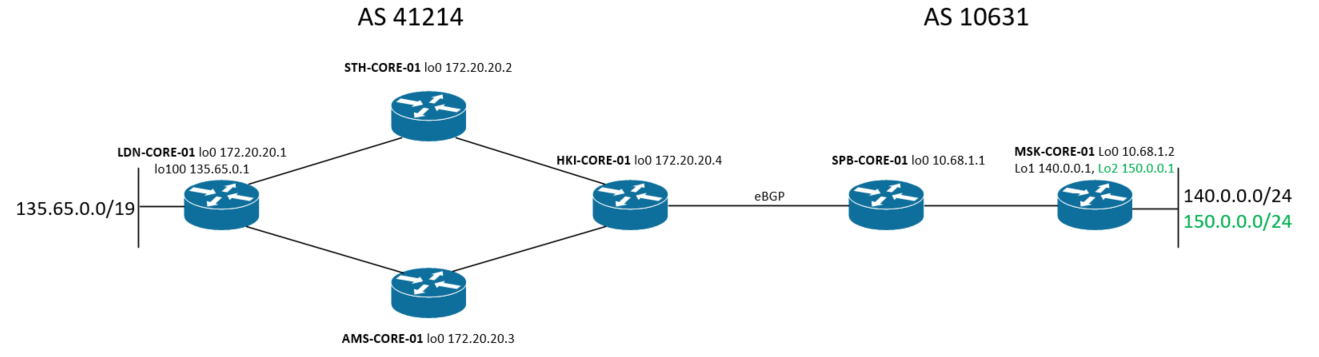 AS 41214
AS 10631
STH-CORE-01 lo0 172.20.20.2
LDN-CORE-01 lo0 172.20.20.1
lo100 135.65.0.1
HKI-CORE-01 lo0 172.20.20.4
SPB-CORE-01 lo0 10.68.1.1
MSK-CORE-01 Lo0 10.68.1.2
Lo1 140.0.0.1, Lo2 150.0.0.1
135.65.0.0/19
eBGP
140.0.0.0/24
150.0.0.0/24
AMS-CORE-01 lo0 172.20.20.3